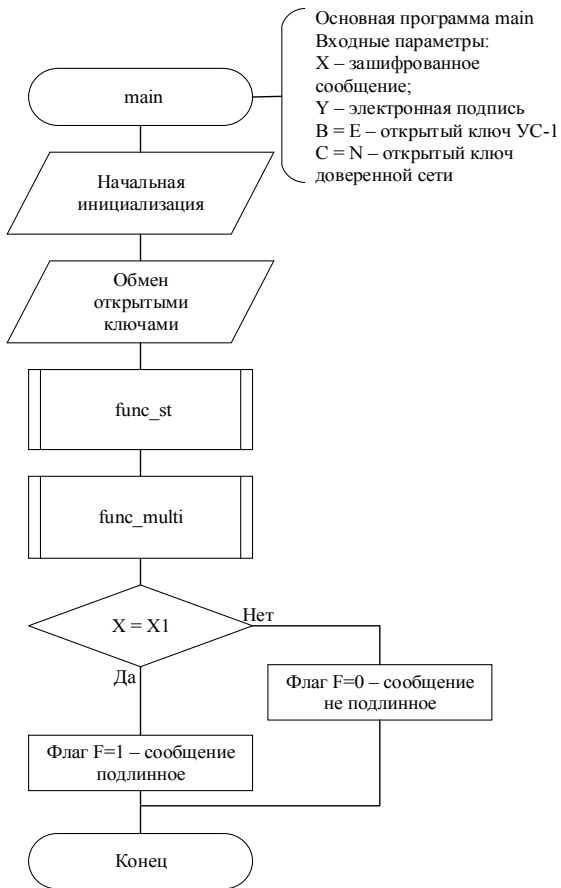 main
Основная программа main
Входные параметры:
X – зашифрованное
сообщение;
Y – электронная подпись
B = E – открытый ключ УС-1
C = N – открытый ключ
доверенной сети
Начальная
инициализация
Обмен
открытыми
ключами
func_st
func_multi
X = X1
Нет
Да
Флаг F=0 – сообщение
не подлинное
Флаг F=1 – сообщение
подлинное
Конец